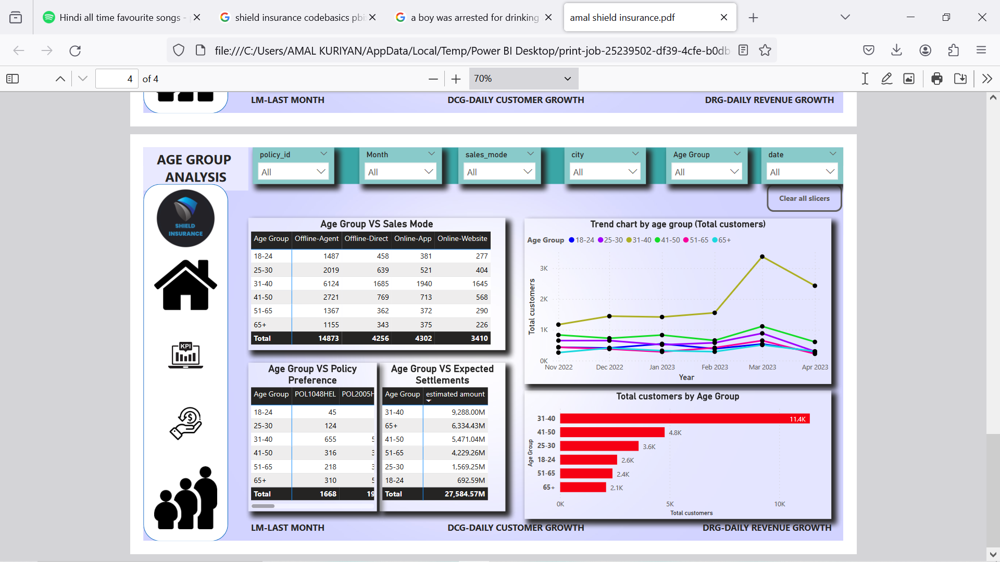 Hindi all time favourite songs -
shield insurance codebasics pbi
a boy was arrested for drinking
amal shield insurance.pdf
file:///C:/Users/AMAL KURIYAN/AppData/Local/Temp/Power BI Desktop/print-job-25239502-df39-4cfe-b0db
4 of 4
70%
LM-LAST MONTH DCG-DAILY CUSTOMER GROWTH DRG-DAILY REVENUE GROWTH
AGE GROUP
ANALYSIS
policy_id Month sales_mode city Age Group date
All All All All All All
Clear all slicers
SHIELD
INSURANCE
KPI
Age Group VS Sales Mode
Age Group Offline-Agent Offline-Direct Online-App Online-Website
18-24 1487 458 381 277
25-30 2019 639 521 404
31-40 6124 1685 1940 1645
41-50 2721 769 713 568
51-65 1367 362 372 290
65+ 1155 343 375 226
Total 14873 4256 4302 3410
Trend chart by age group (Total customers)
Age Group 18-24 25-30 31-40 41-50 51-65 65+
Total customers
3K
2K
1K
0K
Nov 2022 Dec 2022 Jan 2023 Feb 2023 Mar 2023 Apr 2023
Year
Age Group VS Policy
Preference
Age Group POL1048HEL POL2005H
18-24 45
25-30 124
31-40 655
41-50 316
51-65 218
65+ 310
Total 1668 19
Age Group VS Expected
Settlements
Age Group estimated amount
31-40 9,288.00M
65+ 6,334.43M
41-50 5,471.04M
51-65 4,229.26M
25-30 1,569.25M
18-24 692.59M
Total 27,584.57M
Total customers by Age Group
Age Group
31-40 11.4K
41-50 4.8K
25-30 3.6K
18-24 2.6K
51-65 2.4K
65+ 2.1K
0K 5K 10K
Total customers
LM-LAST MONTH DCG-DAILY CUSTOMER GROWTH DRG-DAILY REVENUE GROWTH